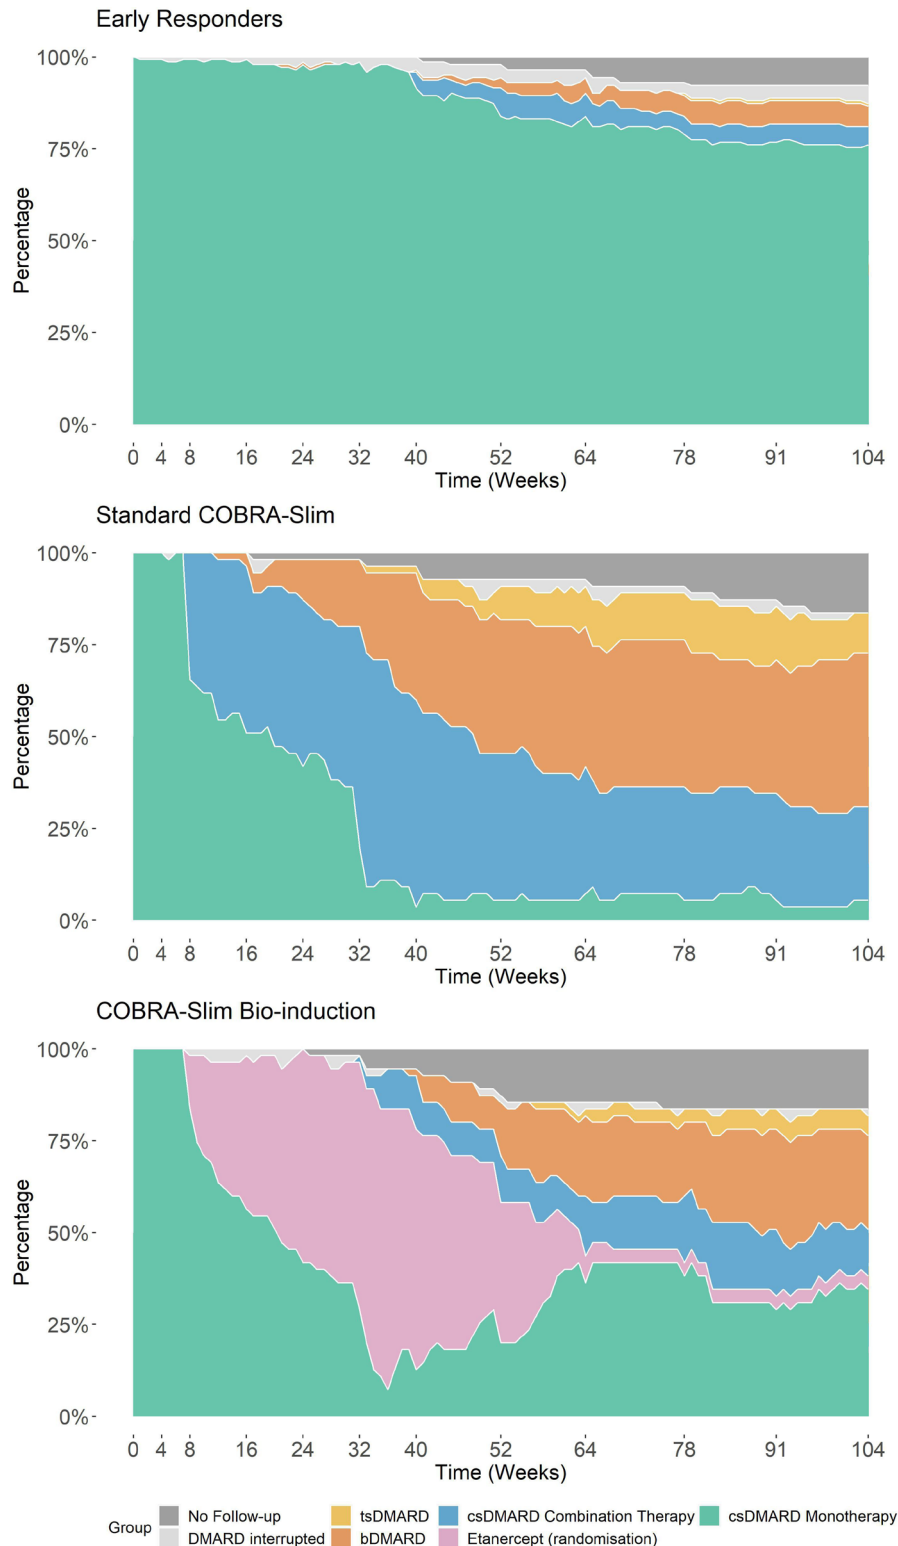 Early Responders
100%
75%
50%
25%
0%
Percentage
0 4 8 16 24 32 40 52 64 78 91 104
Time (Weeks)
Standard COBRA-Slim
100%
75%
50%
25%
0%
Percentage
0 4 8 16 24 32 40 52 64 78 91 104
Time (Weeks)
COBRA-Slim Bio-induction
100%
75%
50%
25%
0%
Percentage
0 4 8 16 24 32 40 52 64 78 91 104
Time (Weeks)
Group
No Follow-up tsDMARD csDMARD Combination Therapy csDMARD Monotherapy
DMARD interrupted bDMARD Etanercept (randomisation)